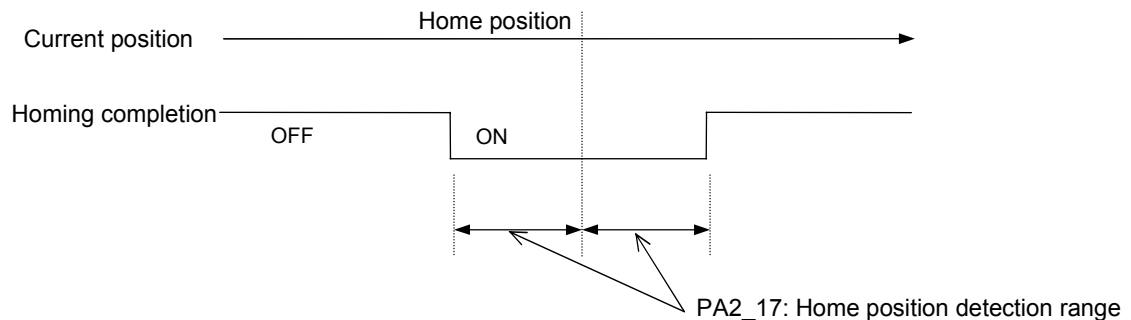 Home position
Current position
Homing completion
OFF
ON
PA2_17: Home position detection range